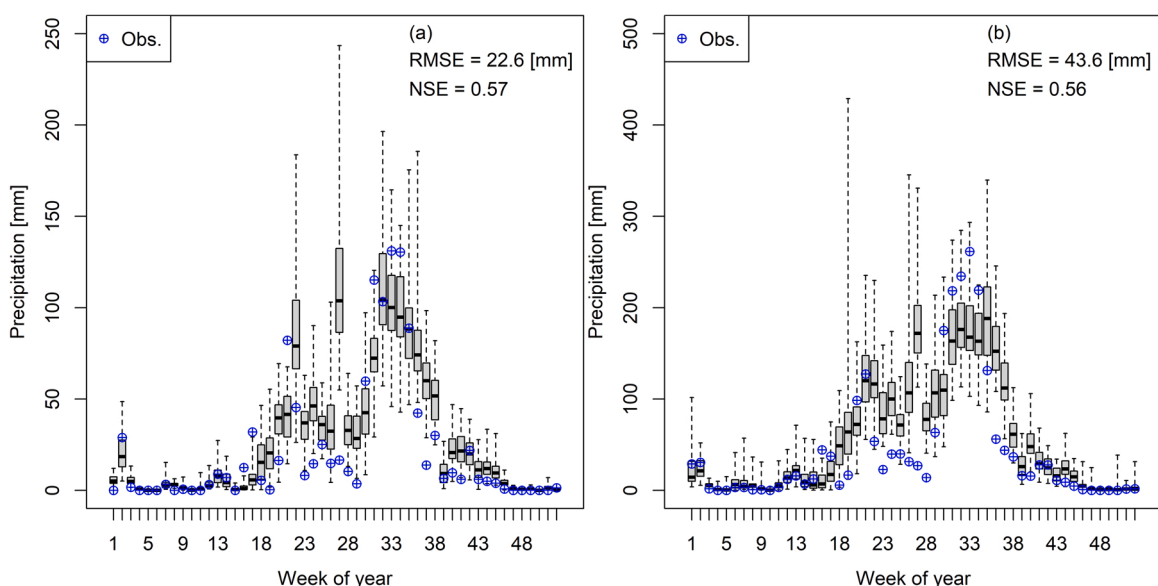 Obs.
(a)
RMSE = 22.6 [mm]
NSE = 0.57
Precipitation [mm]
250
200
150
100
50
0
1 5 9 13 18 23 28 33 38 43 48
Week of year
Obs.
(b)
RMSE = 43.6 [mm]
NSE = 0.56
Precipitation [mm]
500
400
300
200
100
0
1 5 9 13 18 23 28 33 38 43 48
Week of year